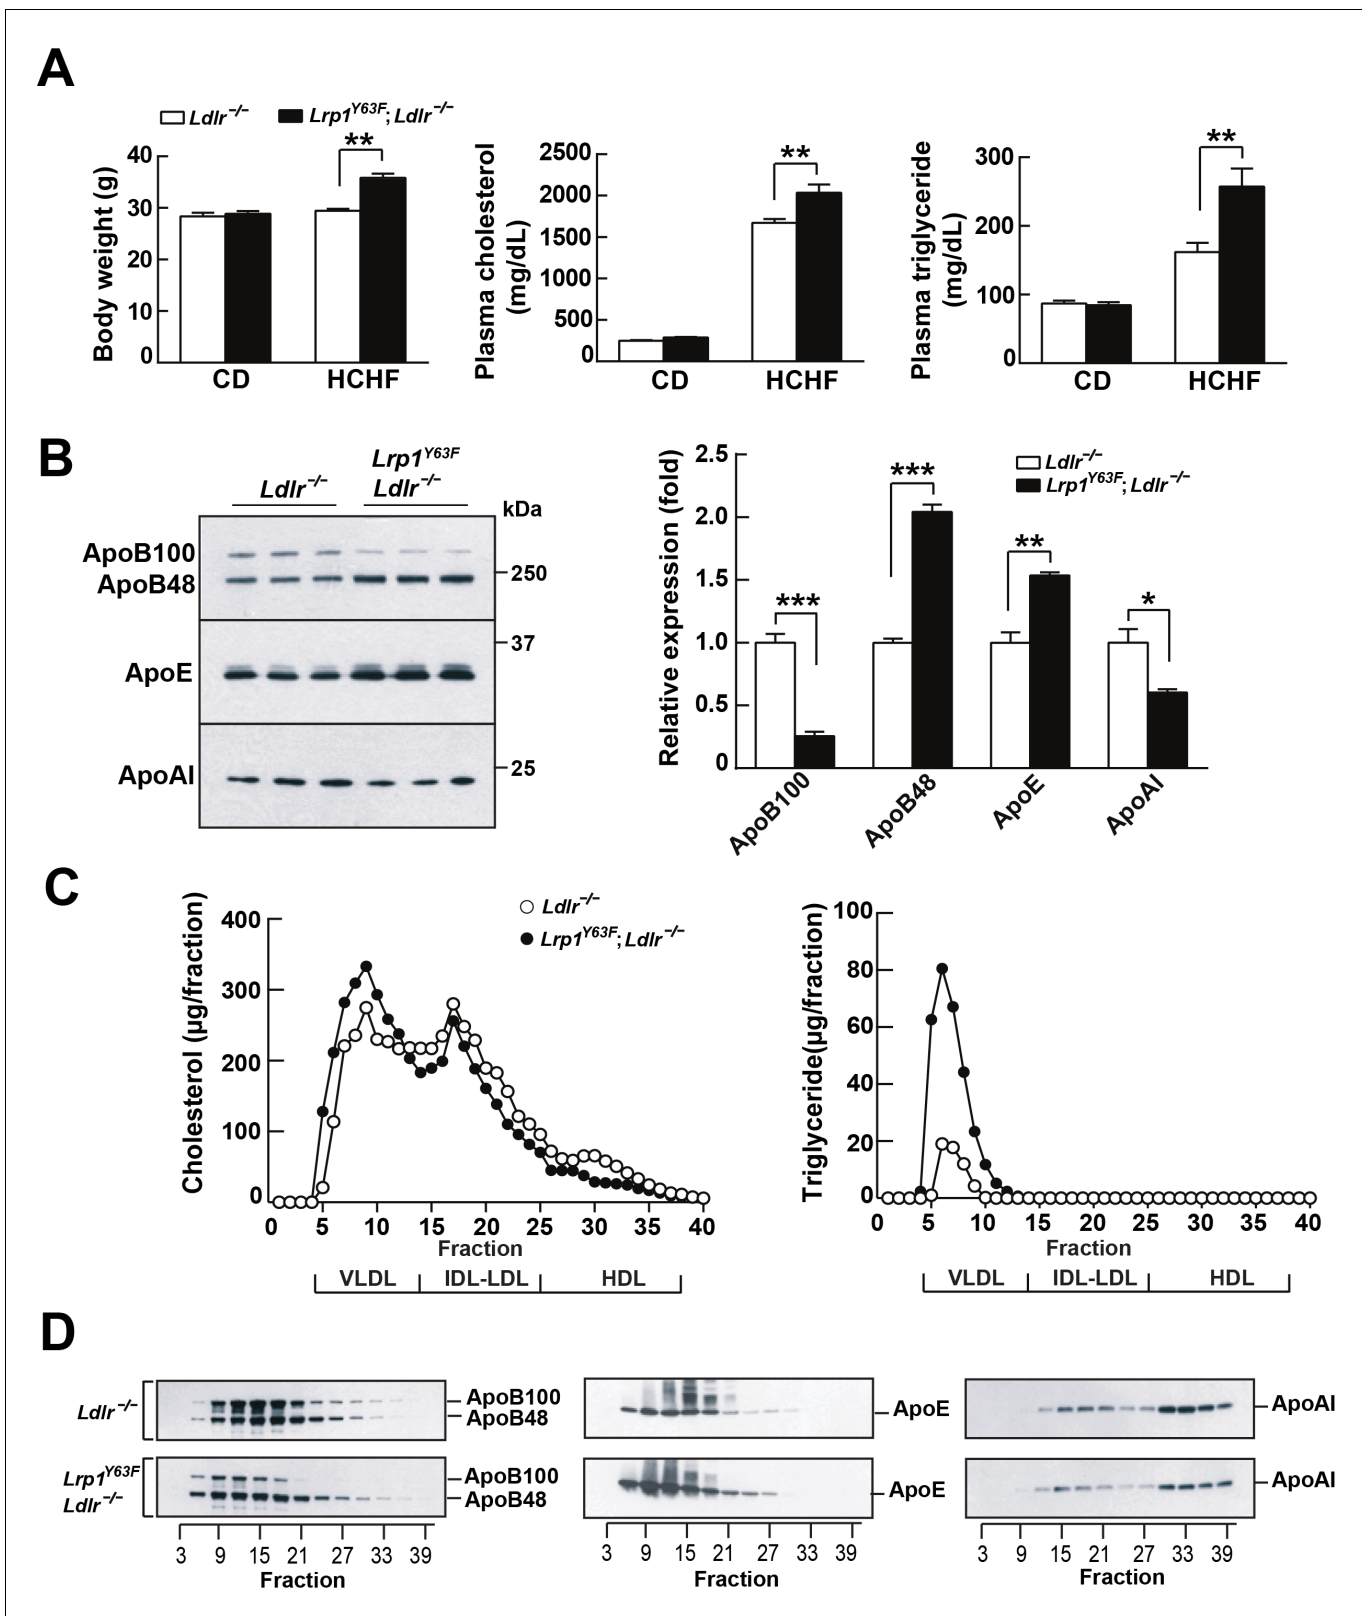 A
Ldlr−/−
Lrp1Y63F; Ldlr−/−
Body weight (g)
40
30
20
10
0
**
CD
HCHF
Plasma cholesterol
(mg/dL)
2500
2000
1500
1000
500
0
**
CD
HCHF
Plasma triglyceride
(mg/dL)
300
200
100
0
**
CD
HCHF
B
Ldlr−/−
Lrp1Y63F
Ldlr−/−
kDa
ApoB100
ApoB48
250
37
ApoE
ApoAI
25
Relative expression (fold)
2.5
2.0
1.5
1.0
0.5
0
Ldlr−/−
Lrp1Y63F; Ldlr−/−
***
***
**
*
ApoB100
ApoB48
ApoE
ApoAI
C
Cholesterol (µg/fraction)
400
300
200
100
0
Ldlr−/−
Lrp1Y63F; Ldlr−/−
0 5 10 15 20 25 30 35 40
Fraction
VLDL IDL-LDL HDL
Triglyceride(µg/fraction)
100
80
60
40
20
0
0 5 10 15 20 25 30 35 40
Fraction
VLDL IDL-LDL HDL
D
Ldlr−/−
ApoB100
ApoB48
Lrp1Y63F
Ldlr−/−
ApoB100
ApoB48
3 9 15 21 27 33 39
Fraction
ApoE
ApoE
3 9 15 21 27 33 39
Fraction
ApoAI
ApoAI
3 9 15 21 27 33 39
Fraction